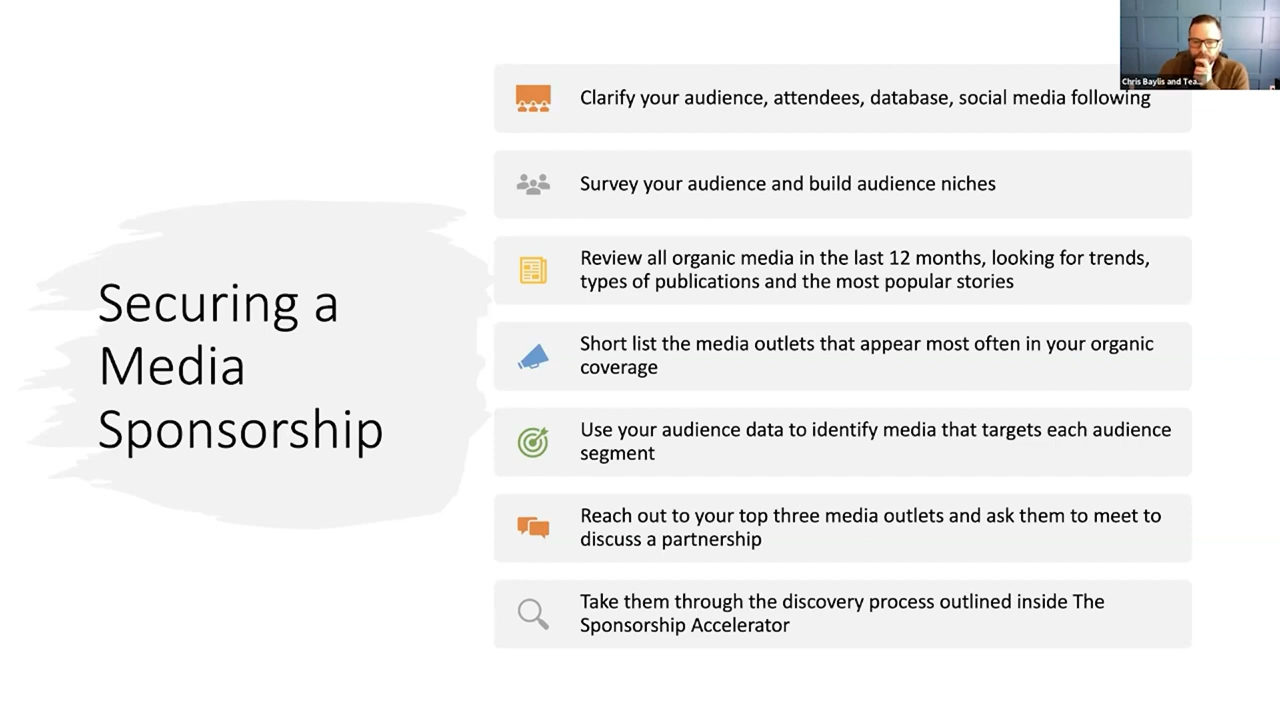 Chris Baylis and Tea...
Clarify your audience, attendees, database, social media following
Survey your audience and build audience niches
Review all organic media in the last 12 months, looking for trends,
types of publications and the most popular stories
Short list the media outlets that appear most often in your organic
coverage
Use your audience data to identify media that targets each audience
segment
Reach out to your top three media outlets and ask them to meet to
discuss a partnership
Take them through the discovery process outlined inside The
Sponsorship Accelerator
Securing a
Media
Sponsorship